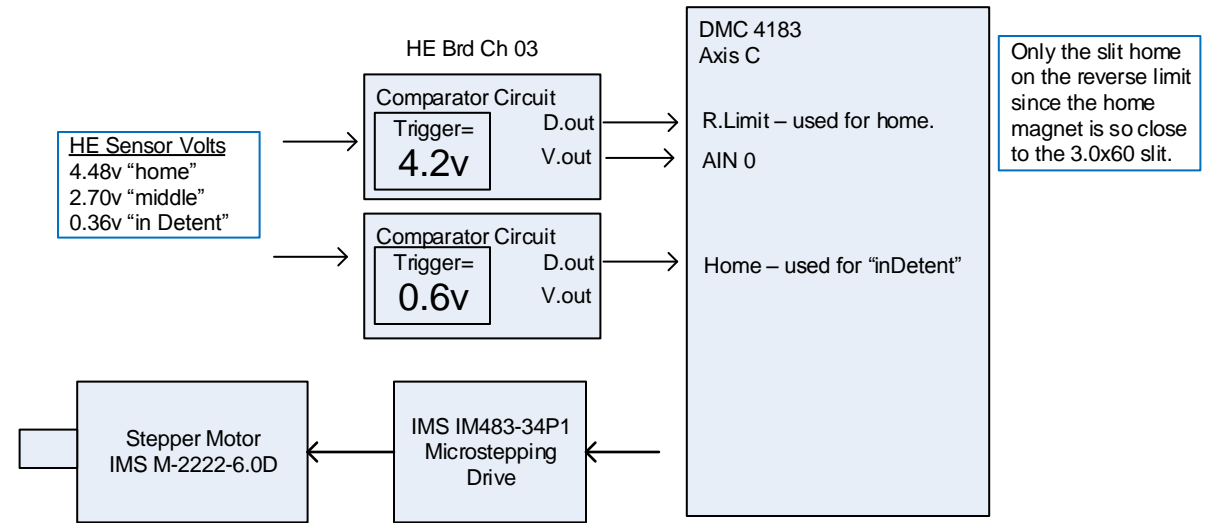 HE Brd Ch 03
HE Sensor Volts
4.48v “home”
2.70v “middle”
0.36v “in Detent”
Comparator Circuit
Trigger=
4.2v
D.out
V.out
Comparator Circuit
Trigger=
0.6v
D.out
V.out
DMC 4183
Axis C
R.Limit – used for home.
AIN 0
Home – used for “inDetent”
Only the slit home
on the reverse limit
since the home
magnet is so close
to the 3.0x60 slit.
Stepper Motor
IMS M-2222-6.0D
IMS IM483-34P1
Microstepping
Drive